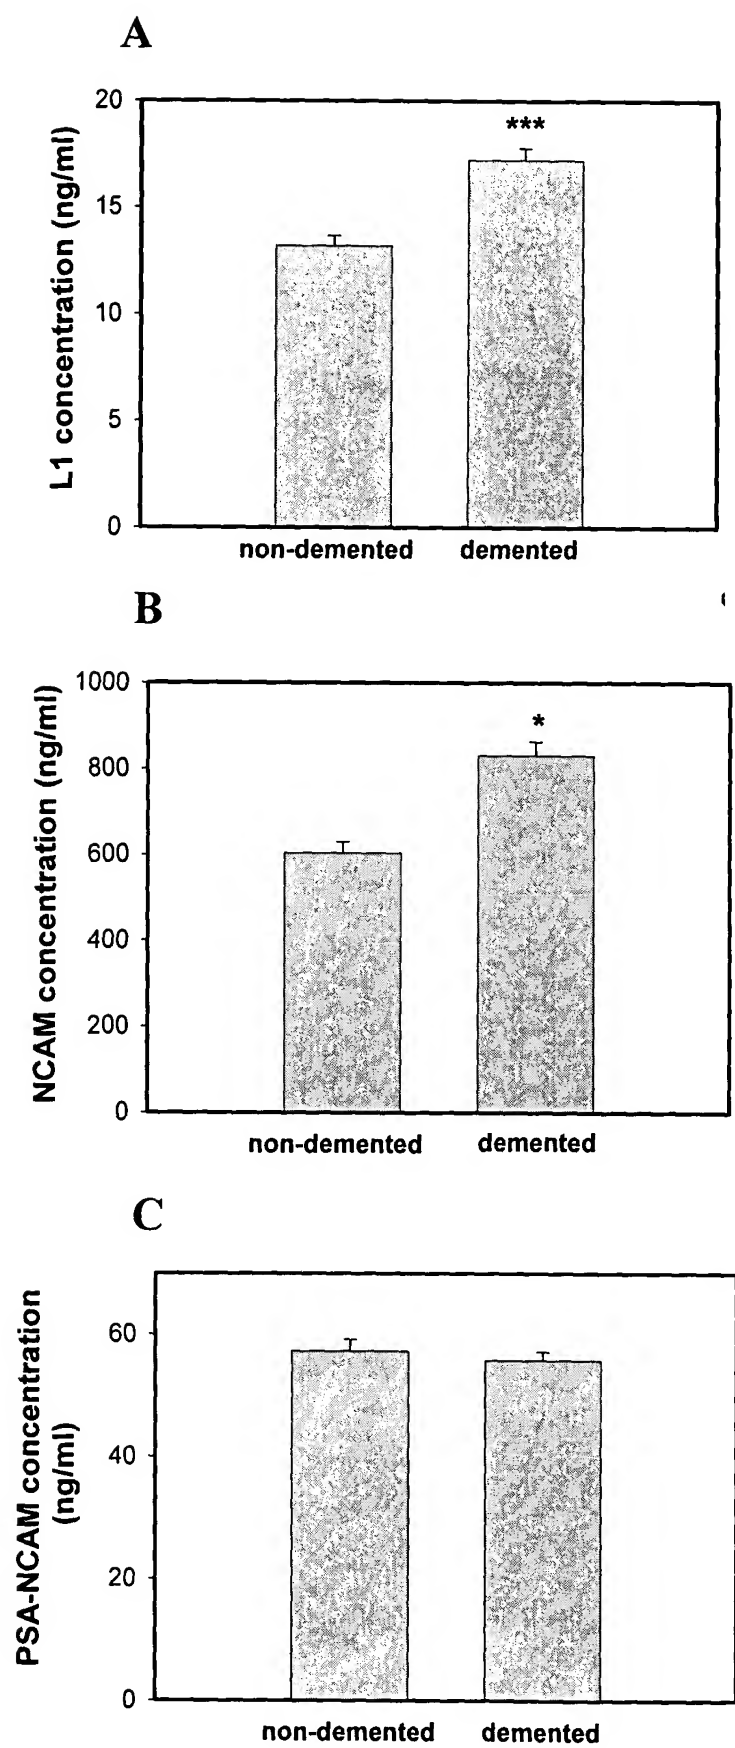 A
L1 concentration (ng/ml)
20
15
10
5
0
***
non-demented demented
B
NCAM concentration (ng/ml)
1000
800
600
400
200
0
*
non-demented demented
C
PSA-NCAM concentration
(ng/ml)
60
40
20
0
non-demented demented